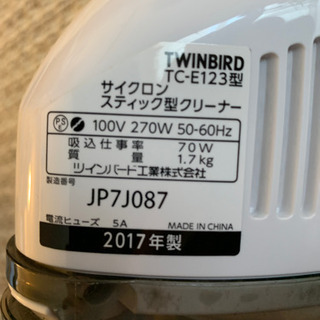 TWINBIRD
TC-E123型
サイクロン
スティック型クリーナー
PS E 100V 270W 50-60Hz
吸込仕事率 70W
質量 1.7kg
ツインバード工業株式会社
製造番号
JP7J087
電流ヒューズ 5A MADE IN CHINA
2017年製